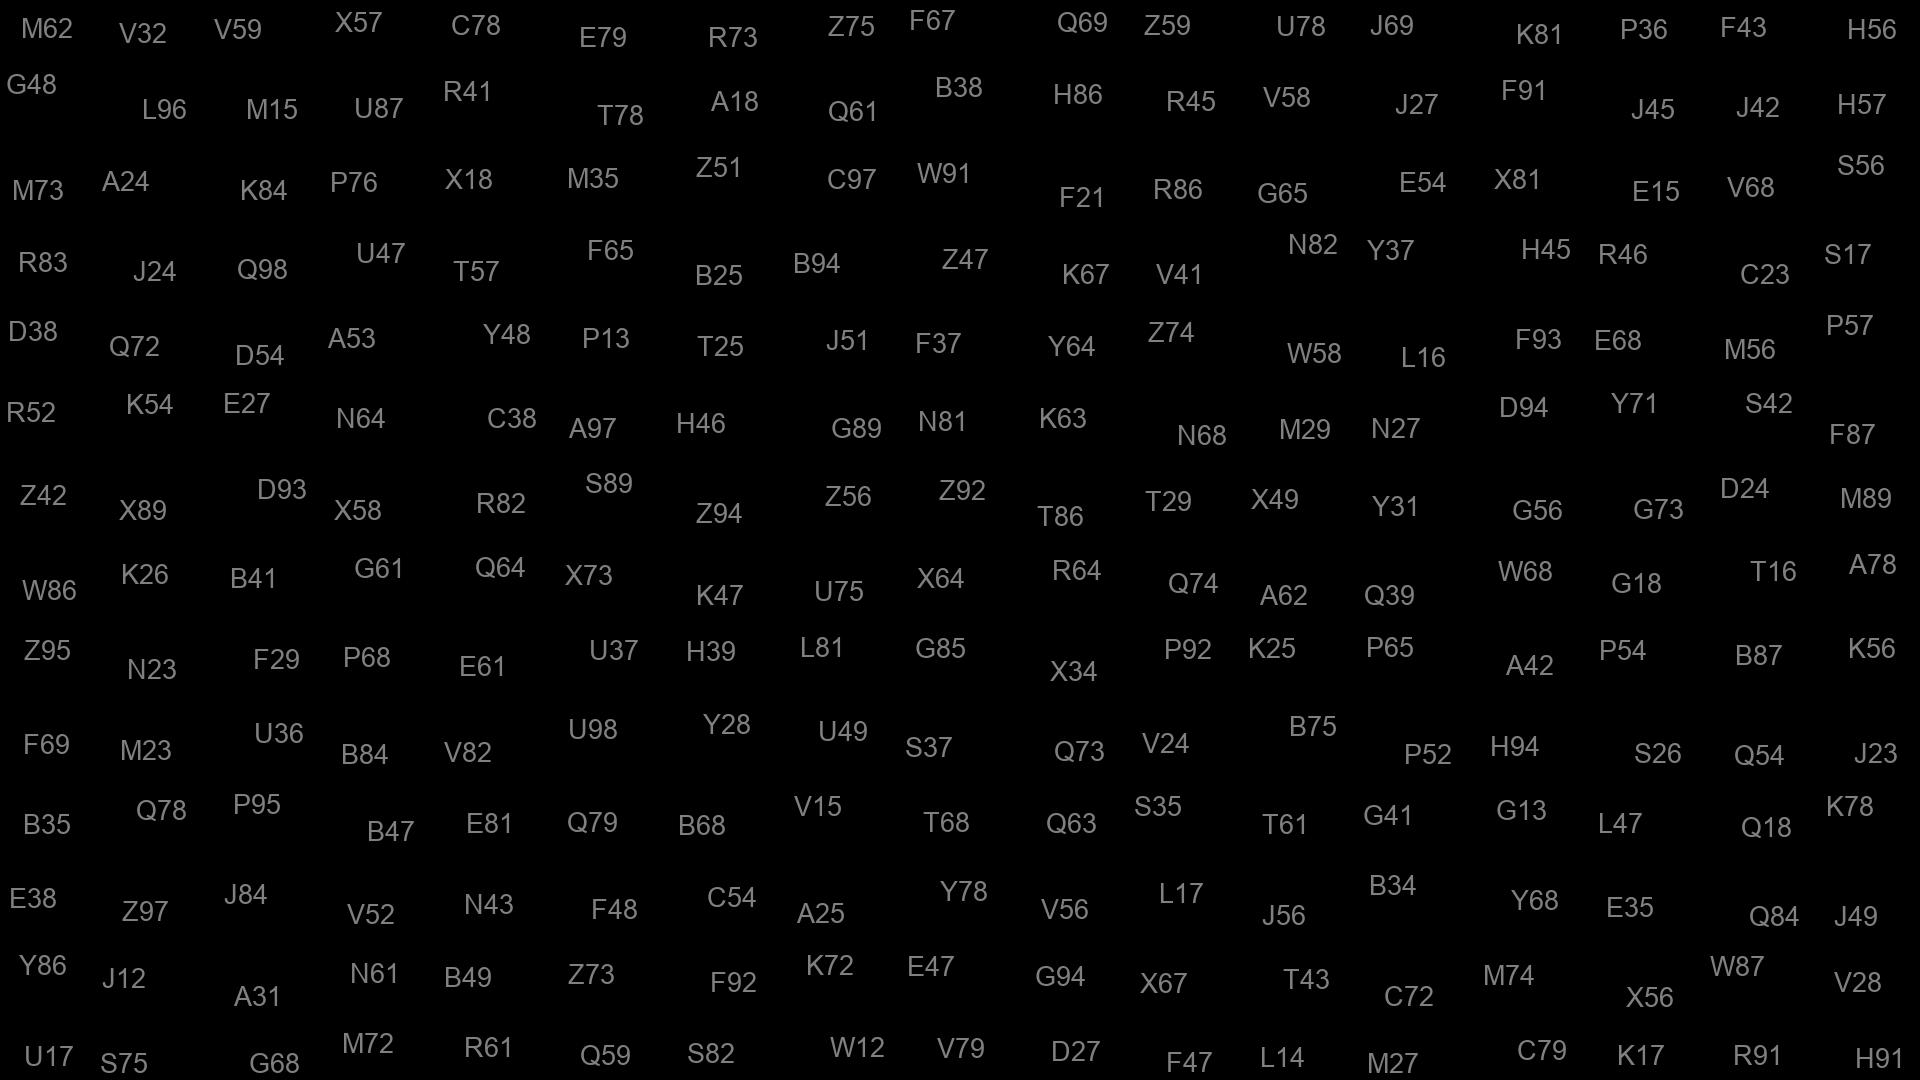 M62 V32 V59 X57 C78 E79 R73 Z75 F67 Q69 Z59 U78 J69 K81 P36 F43 H56
G48 L96 M15 U87 R41 T78 A18 Q61 B38 H86 R45 V58 J27 F91 J45 J42 H57
M73 A24 K84 P76 X18 M35 Z51 C97 W91 F21 R86 G65 E54 X81 E15 V68 S56
R83 J24 Q98 U47 T57 F65 B25 B94 Z47 K67 V41 N82 Y37 H45 R46 C23 S17
D38 Q72 D54 A53 Y48 P13 T25 J51 F37 Y64 Z74 W58 L16 F93 E68 M56 P57
R52 K54 E27 N64 C38 A97 H46 G89 N81 K63 N68 M29 N27 D94 Y71 S42 F87
Z42 X89 D93 X58 R82 S89 Z94 Z56 Z92 T86 T29 X49 Y31 G56 G73 D24 M89
W86 K26 B41 G61 Q64 X73 K47 U75 X64 R64 Q74 A62 Q39 W68 G18 T16 A78
Z95 N23 F29 P68 E61 U37 H39 L81 G85 X34 P92 K25 P65 A42 P54 B87 K56
F69 M23 U36 B84 V82 U98 Y28 U49 S37 Q73 V24 B75 P52 H94 S26 Q54 J23
B35 Q78 P95 B47 E81 Q79 B68 V15 T68 Q63 S35 T61 G41 G13 L47 Q18 K78
E38 Z97 J84 V52 N43 F48 C54 A25 Y78 V56 L17 J56 B34 Y68 E35 Q84 J49
Y86 J12 A31 N61 B49 Z73 F92 K72 E47 G94 X67 T43 C72 M74 X56 W87 V28
U17 S75 G68 M72 R61 Q59 S82 W12 V79 D27 F47 L14 M27 C79 K17 R91 H91